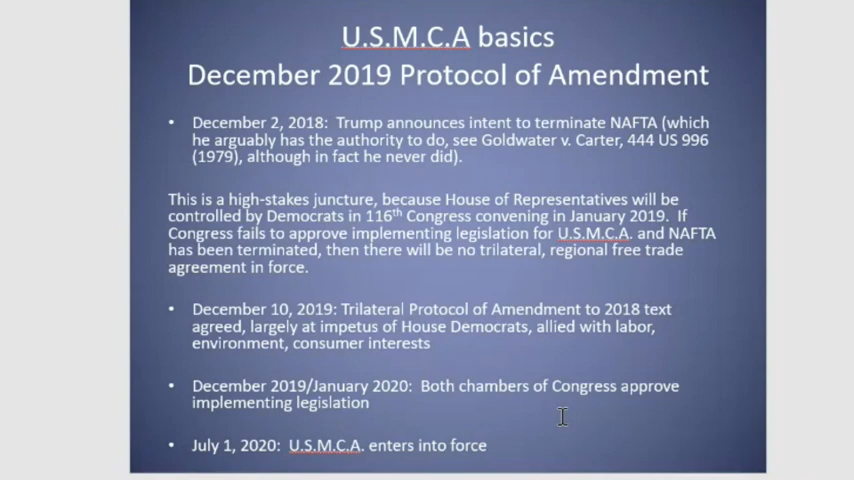 U.S.M.C.A basics
December 2019 Protocol of Amendment
• December 2, 2018: Trump announces intent to terminate NAFTA (which
he arguably has the authority to do, see Goldwater v. Carter, 444 US 996
(1979), although in fact he never did).
This is a high-stakes juncture, because House of Representatives will be
controlled by Democrats in 116th Congress convening in January 2019. If
Congress fails to approve implementing legislation for U.S.M.C.A. and NAFTA
has been terminated, then there will be no trilateral, regional free trade
agreement in force.
• December 10, 2019: Trilateral Protocol of Amendment to 2018 text
agreed, largely at impetus of House Democrats, allied with labor,
environment, consumer interests
• December 2019/January 2020: Both chambers of Congress approve
implementing legislation
• July 1, 2020: U.S.M.C.A. enters into force